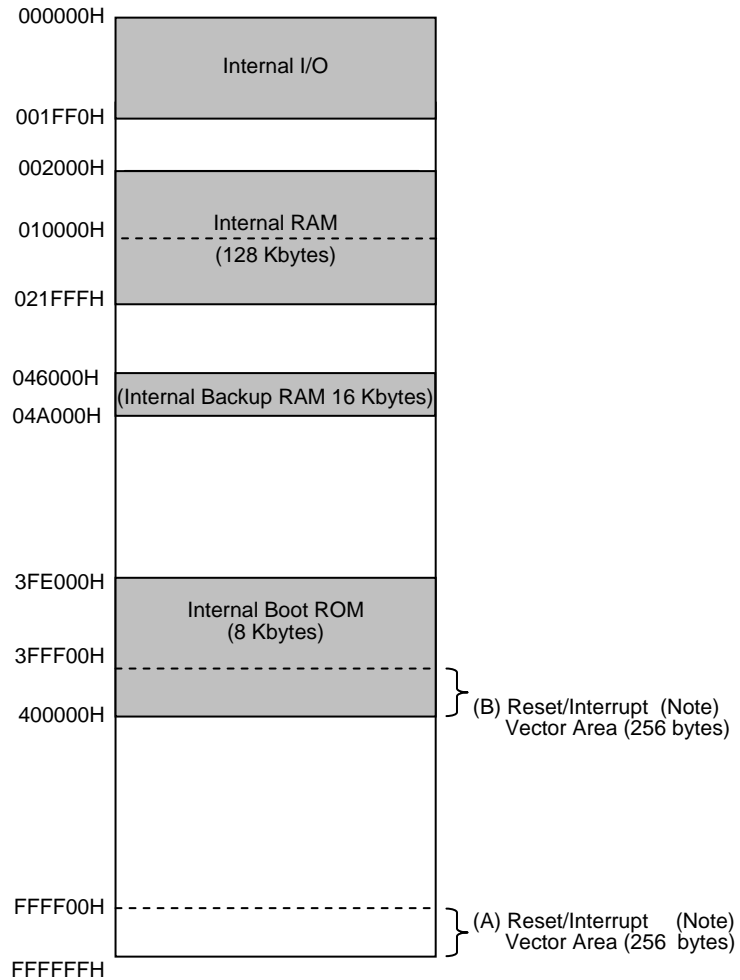 000000H
Internal I/O
001FF0H
002000H
Internal RAM
010000H
(128 Kbytes)
021FFFH
046000H
(Internal Backup RAM 16 Kbytes)
04A000H
3FE000H
Internal Boot ROM
(8 Kbytes)
3FFF00H
(B) Reset/Interrupt (Note)
400000H
Vector Area (256 bytes)
FFFF00H
(A) Reset/Interrupt (Note)
Vector Area (256 bytes)
FFFFFFH